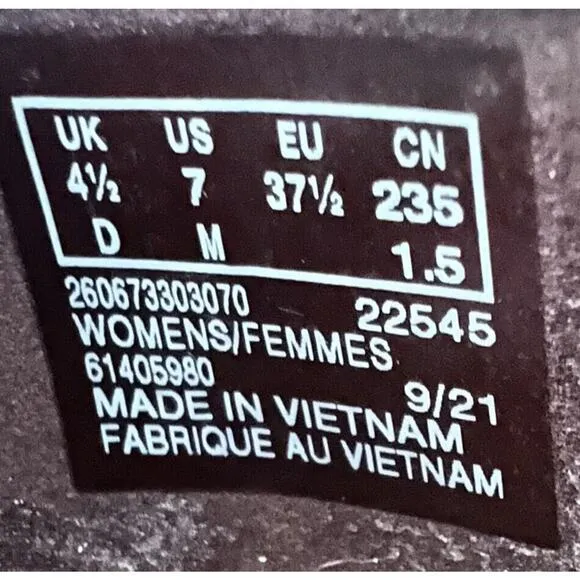 UK US EU CN
4½ 7 37½ 235
D M 1.5
260673303070 22545
WOMENS/FEMMES
61405980 9/21
MADE IN VIETNAM
FABRIQUE AU VIETNAM